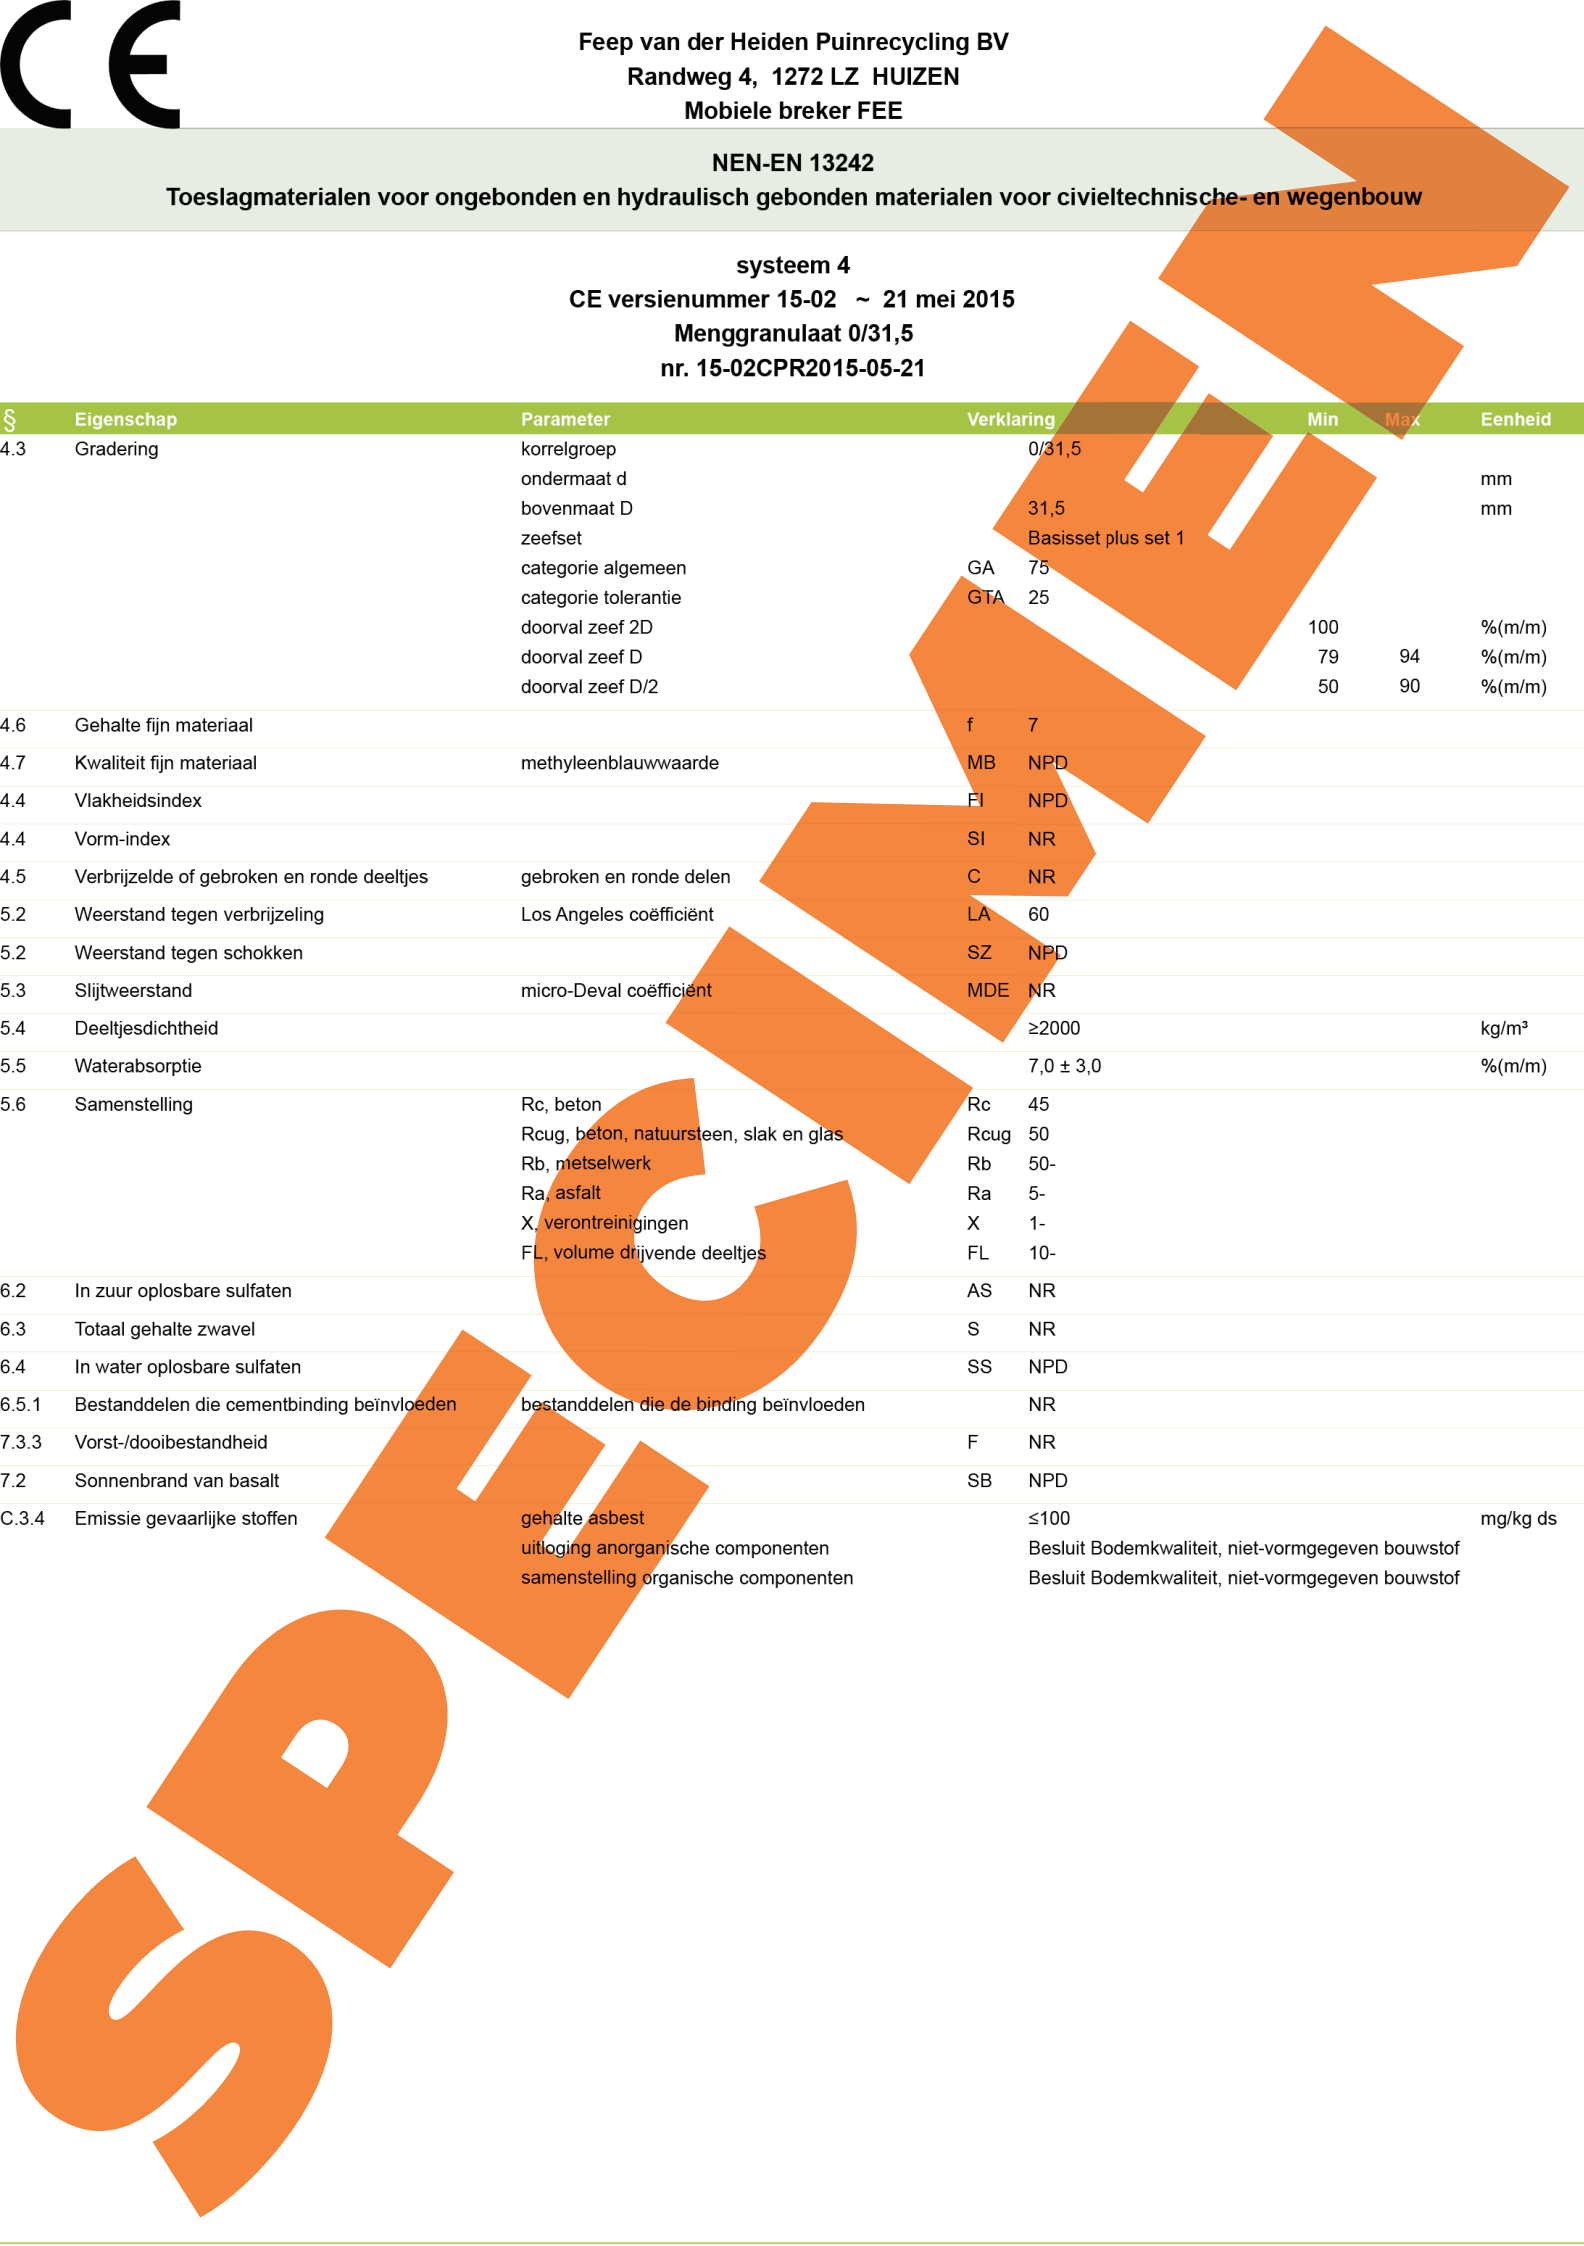 CE
Feep van der Heiden Puinrecycling BV
Randweg 4, 1272 LZ HUIZEN
Mobiele breker FEE
NEN-EN 13242
Toeslagmaterialen voor ongebonden en hydraulisch gebonden materialen voor civieltechnische- en wegenbouw
systeem 4
CE versienummer 15-02 ~ 21 mei 2015
Menggranulaat 0/31,5
nr. 15-02CPR2015-05-21
§ Eigenschap Parameter Verklaring Min Max Eenheid
4.3 Gradering korrelgroep 0/31,5
ondermaat d mm
bovenmaat D 31,5 mm
zeefset Basisset plus set 1
categorie algemeen GA 75
categorie tolerantie GTA 25
doorval zeef 2D 100 %(m/m)
doorval zeef D 79 94 %(m/m)
doorval zeef D/2 50 90 %(m/m)
4.6 Gehalte fijn materiaal f 7
4.7 Kwaliteit fijn materiaal methyleenblauwwaarde MB NPD
4.4 Vlakheidsindex FI NPD
4.4 Vorm-index SI NR
4.5 Verbrijzelde of gebroken en ronde deeltjes gebroken en ronde delen C NR
5.2 Weerstand tegen verbrijzeling Los Angeles coëfficiënt LA 60
5.2 Weerstand tegen schokken SZ NPD
5.3 Slijtweerstand micro-Deval coëfficiënt MDE NR
5.4 Deeltjesdichtheid ≥2000 kg/m³
5.5 Waterabsorptie 7,0 ± 3,0 %(m/m)
5.6 Samenstelling Rc, beton Rc 45
Rcug, beton, natuursteen, slak en glas Rcug 50
Rb, metselwerk Rb 50-
Ra, asfalt Ra 5-
X, verontreinigingen X 1-
FL, volume drijvende deeltjes FL 10-
6.2 In zuur oplosbare sulfaten AS NR
6.3 Totaal gehalte zwavel S NR
6.4 In water oplosbare sulfaten SS NPD
6.5.1 Bestanddelen die cementbinding beïnvloeden bestanddelen die de binding beïnvloeden NR
7.3.3 Vorst-/dooibestandheid F NR
7.2 Sonnenbrand van basalt SB NPD
C.3.4 Emissie gevaarlijke stoffen gehalte asbest ≤100 mg/kg ds
uitloging anorganische componenten Besluit Bodemkwaliteit, niet-vormgegeven bouwstof
samenstelling organische componenten Besluit Bodemkwaliteit, niet-vormgegeven bouwstof
SPECIMEN